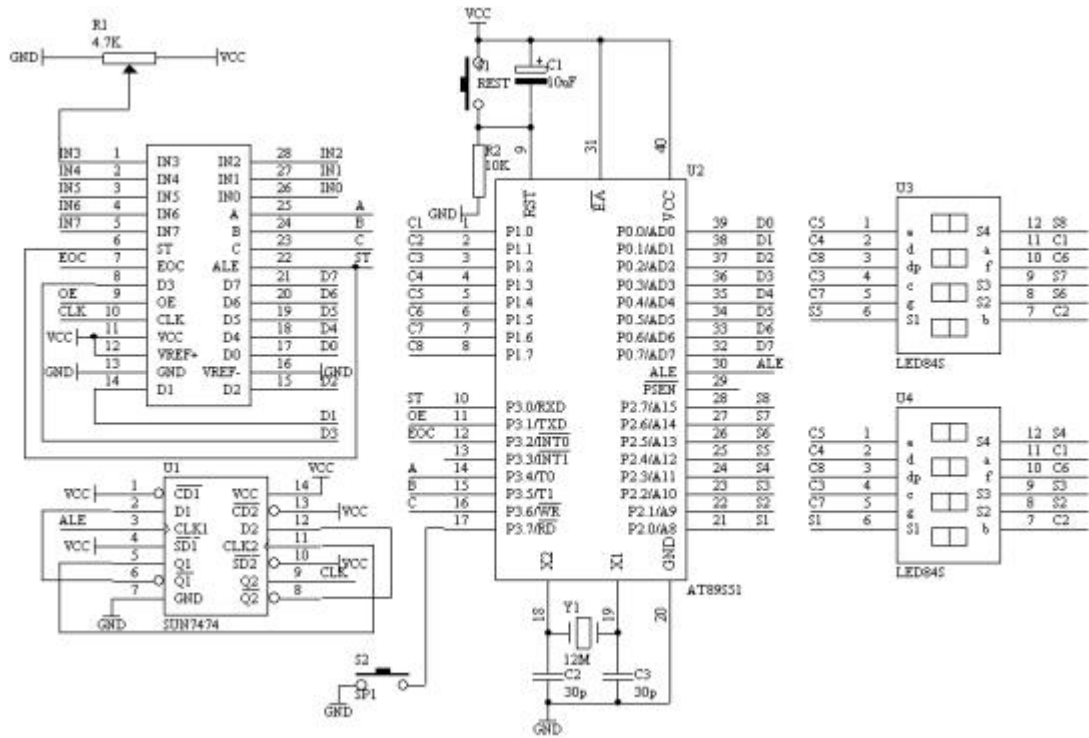 R1
4.7K
GND VCC
IN3 1 IN3 IN2 28 IN2
IN4 2 IN4 IN1 27 IN1
IN5 3 IN5 IN0 26 IN0
IN6 4 IN6 A 25 A
IN7 5 IN7 B 24 B
6 ST C 23 C
EOC 7 EOC ALE 22 ST
8 D3 D7 21 D7
OE 9 OE D6 20 D6
CLK 10 CLK D5 19 D5
VCC 11 VCC D4 18 D4
12 VREF+ D0 17 D0
GND 13 GND VREF- 16 GND
14 D1 D2 15 D2
D1
D3
U1
VCC 1 CD1 VCC 14 VCC
2 D1 CD2 13 VCC
ALE 3 CLK1 D2 12
VCC 4 SD1 CLK2 11
5 Q1 SD2 10 VCC
6 Q1 Q2 9 CLK
7 GND Q2 8
GND SUN7474
S2
SP1
GND
VCC
REST
C1
10uF
R2
10K
GND
9 31 40
U2
RST EA VCC
C1 1 P1.0 P0.0/AD0 39 D0
C2 2 P1.1 P0.1/AD1 38 D1
C3 3 P1.2 P0.2/AD2 37 D2
C4 4 P1.3 P0.3/AD3 36 D3
C5 5 P1.4 P0.4/AD4 35 D4
C6 6 P1.5 P0.5/AD5 34 D5
C7 7 P1.6 P0.6/AD6 33 D6
C8 8 P1.7 P0.7/AD7 32 D7
ALE 30 ALE
PSEN 29
ST 10 P3.0/RXD P2.7/A15 28 S8
OE 11 P3.1/TXD P2.6/A14 27 S7
EOC 12 P3.2/INT0 P2.5/A13 26 S6
13 P3.3/INT1 P2.4/A12 25 S5
A 14 P3.4/T0 P2.3/A11 24 S4
B 15 P3.5/T1 P2.2/A10 23 S3
C 16 P3.6/WR P2.1/A9 22 S2
17 P3.7/RD P2.0/A8 21 S1
X2 X1 GND
AT89S51
18 19 20
Y1
12M
C2
30p
C3
30p
GND
U3
C5 1 e S4 12 S8
C4 2 d a 11 C1
C8 3 dp f 10 C6
C3 4 c S3 9 S7
C7 5 g S2 8 S6
S5 6 S1 b 7 C2
LED84S
U4
C5 1 e S4 12 S4
C4 2 d a 11 C1
C8 3 dp f 10 C6
C3 4 c S3 9 S3
C7 5 g S2 8 S2
S1 6 S1 b 7 C2
LED84S